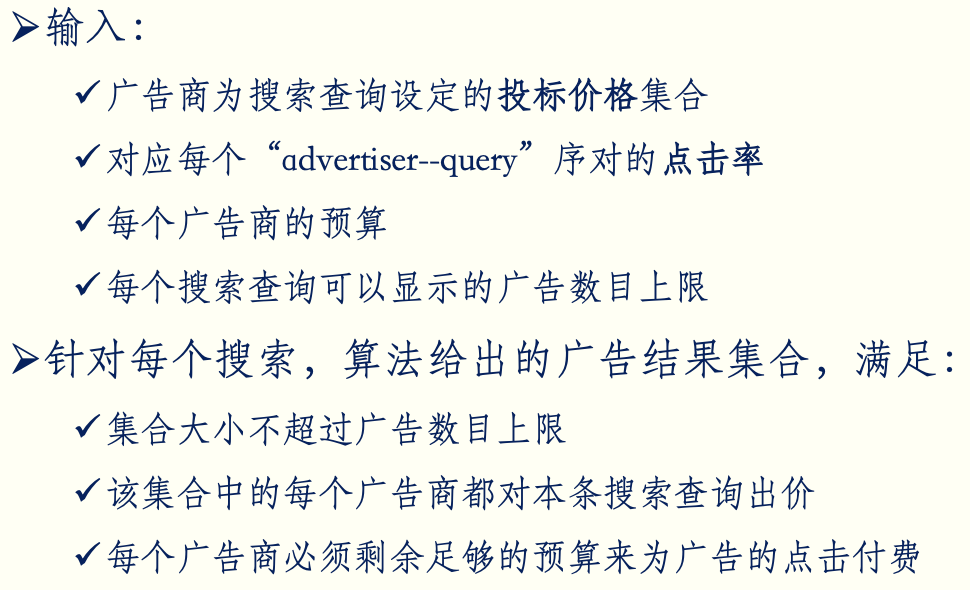 ➢输入：
✓广告商为搜索查询设定的投标价格集合
✓对应每个“advertiser--query”序对的点击率
✓每个广告商的预算
✓每个搜索查询可以显示的广告数目上限
➢针对每个搜索，算法给出的广告结果集合，满足：
✓集合大小不超过广告数目上限
✓该集合中的每个广告商都对本条搜索查询出价
✓每个广告商必须剩余足够的预算来为广告的点击付费